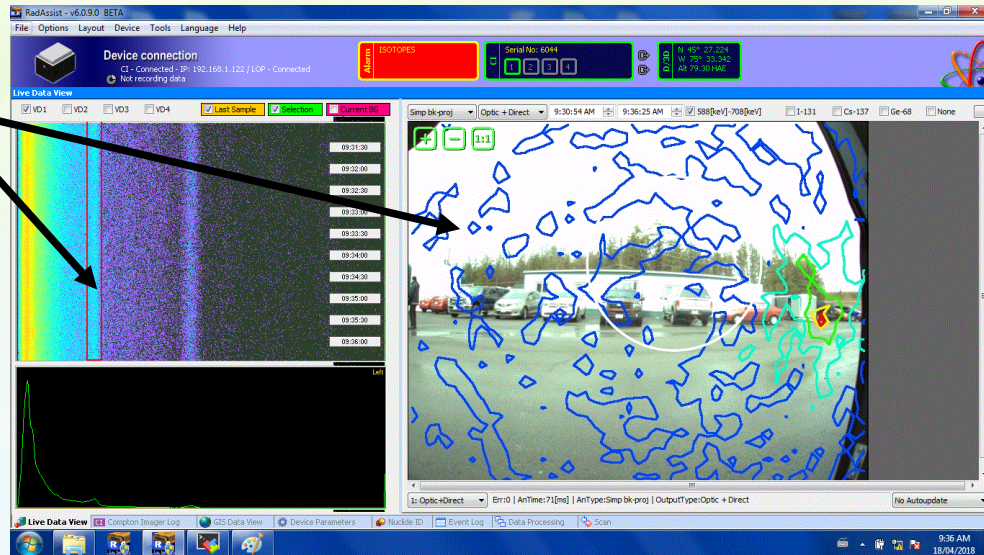 RadAssist - v6.0.9.0 BETA
File Options Layout Device Tools Language Help
Device connection
CI - Connected - IP: 192.168.1.122 / LOP - Connected
Not recording data
Alarm
ISOTOPES
CI
Serial No: 6044
1 2 3 4
D/3D
N 45° 27.224
W 75° 33.342
Alt 79.30 HAE
Live Data View
VD1 VD2 VD3 VD4 Last Sample Selection Current BG
09:31:30
09:32:00
09:32:30
09:33:00
09:33:30
09:34:00
09:34:30
09:35:00
09:35:30
09:36:00
Left
Simp bk-proj Optic + Direct 9:30:54 AM 9:36:25 AM 588[keV]-708[keV] I-131 Cs-137 Ge-68 None
1:1
1: Optic+Direct Err:0 | AnTime:71[ms] | AnType:Simp bk-proj | OutputType:Optic + Direct No Autoupdate
Live Data View Compton Imager Log GIS Data View Device Parameters Nuclide ID Event Log Data Processing Scan
9:36 AM
18/04/2018